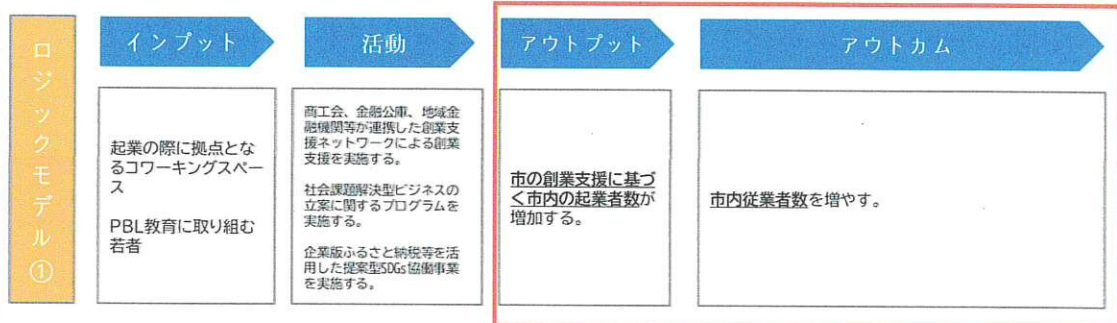 ロジックモデル①
インプット
活動
アウトプット
アウトカム
起業の際に拠点とな
るコワーキングスペー
ス
PBL教育に取り組む
若者
商工会、金融公庫、地域金
融機関等が連携した創業支
援ネットワークによる創業
支援を実施する。
社会課題解決型ビジネスの
立案に関するプログラムを
実施する。
企業版ふるさと納税等を活
用した提案型SDGs協働事業
を実施する。
市の創業支援に基づ
く市内の起業者数が
増加する。
市内従業者数を増やす。